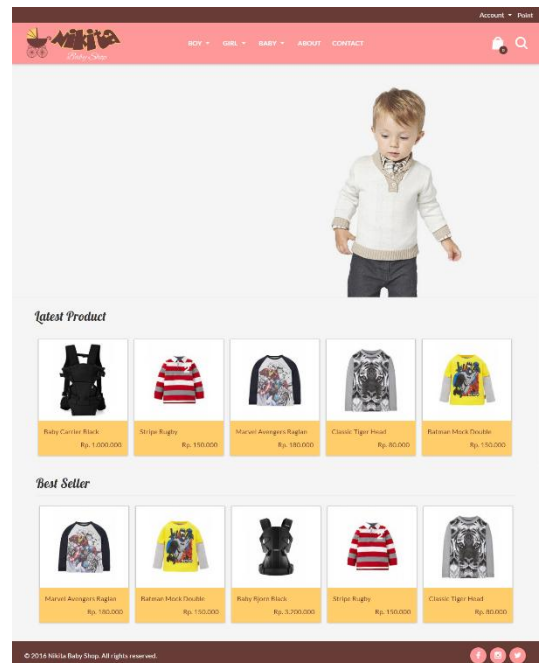 Account Point
Nikita
Baby Shop
BOY GIRL BABY ABOUT CONTACT
0
Latest Product
Baby Carrier Black
Rp. 1.000.000
Stripe Rugby
Rp. 150.000
Marvel Avengers Raglan
Rp. 180.000
Classic Tiger Head
Rp. 80.000
Batman Mock Double
Rp. 150.000
Best Seller
Marvel Avengers Raglan
Rp. 180.000
Batman Mock Double
Rp. 150.000
Baby Bjorn Black
Rp. 3.200.000
Stripe Rugby
Rp. 150.000
Classic Tiger Head
Rp. 80.000
© 2016 Nikita Baby Shop. All rights reserved.